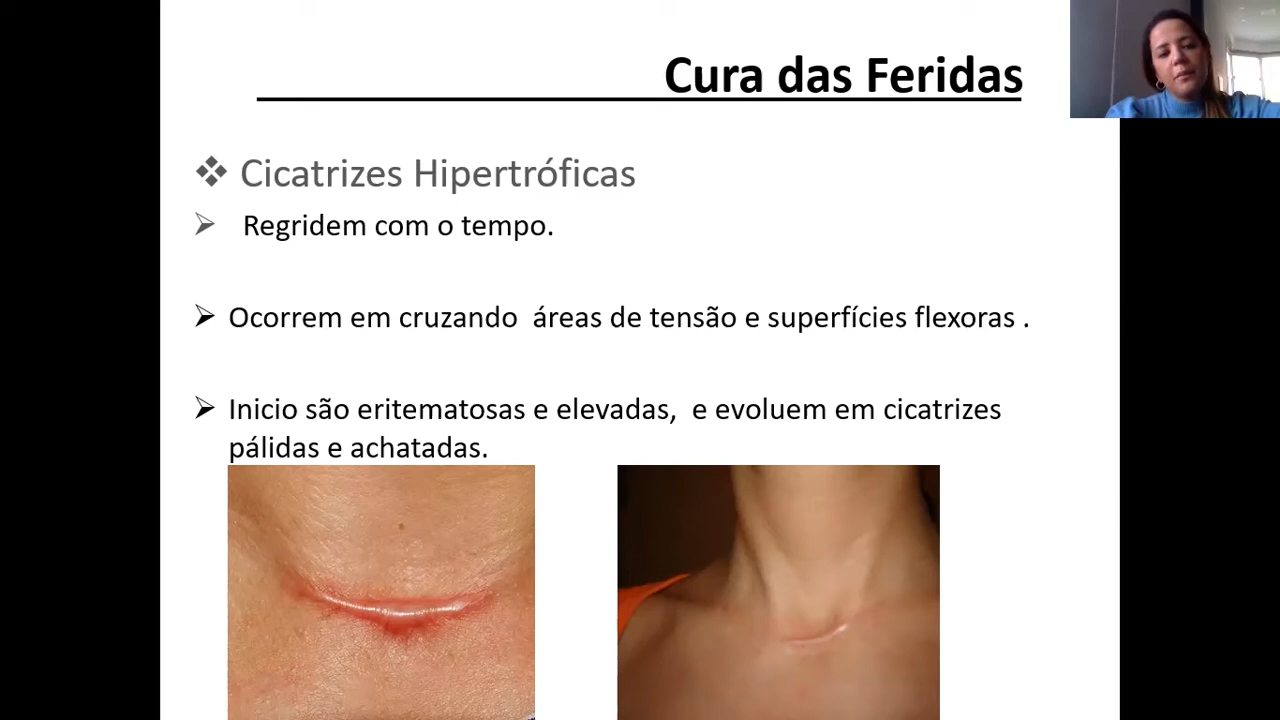 Cura das Feridas
Cicatrizes Hipertróficas
Regridem com o tempo.
Ocorrem em cruzando áreas de tensão e superfícies flexoras .
Inicio são eritematosas e elevadas, e evoluem em cicatrizes
pálidas e achatadas.